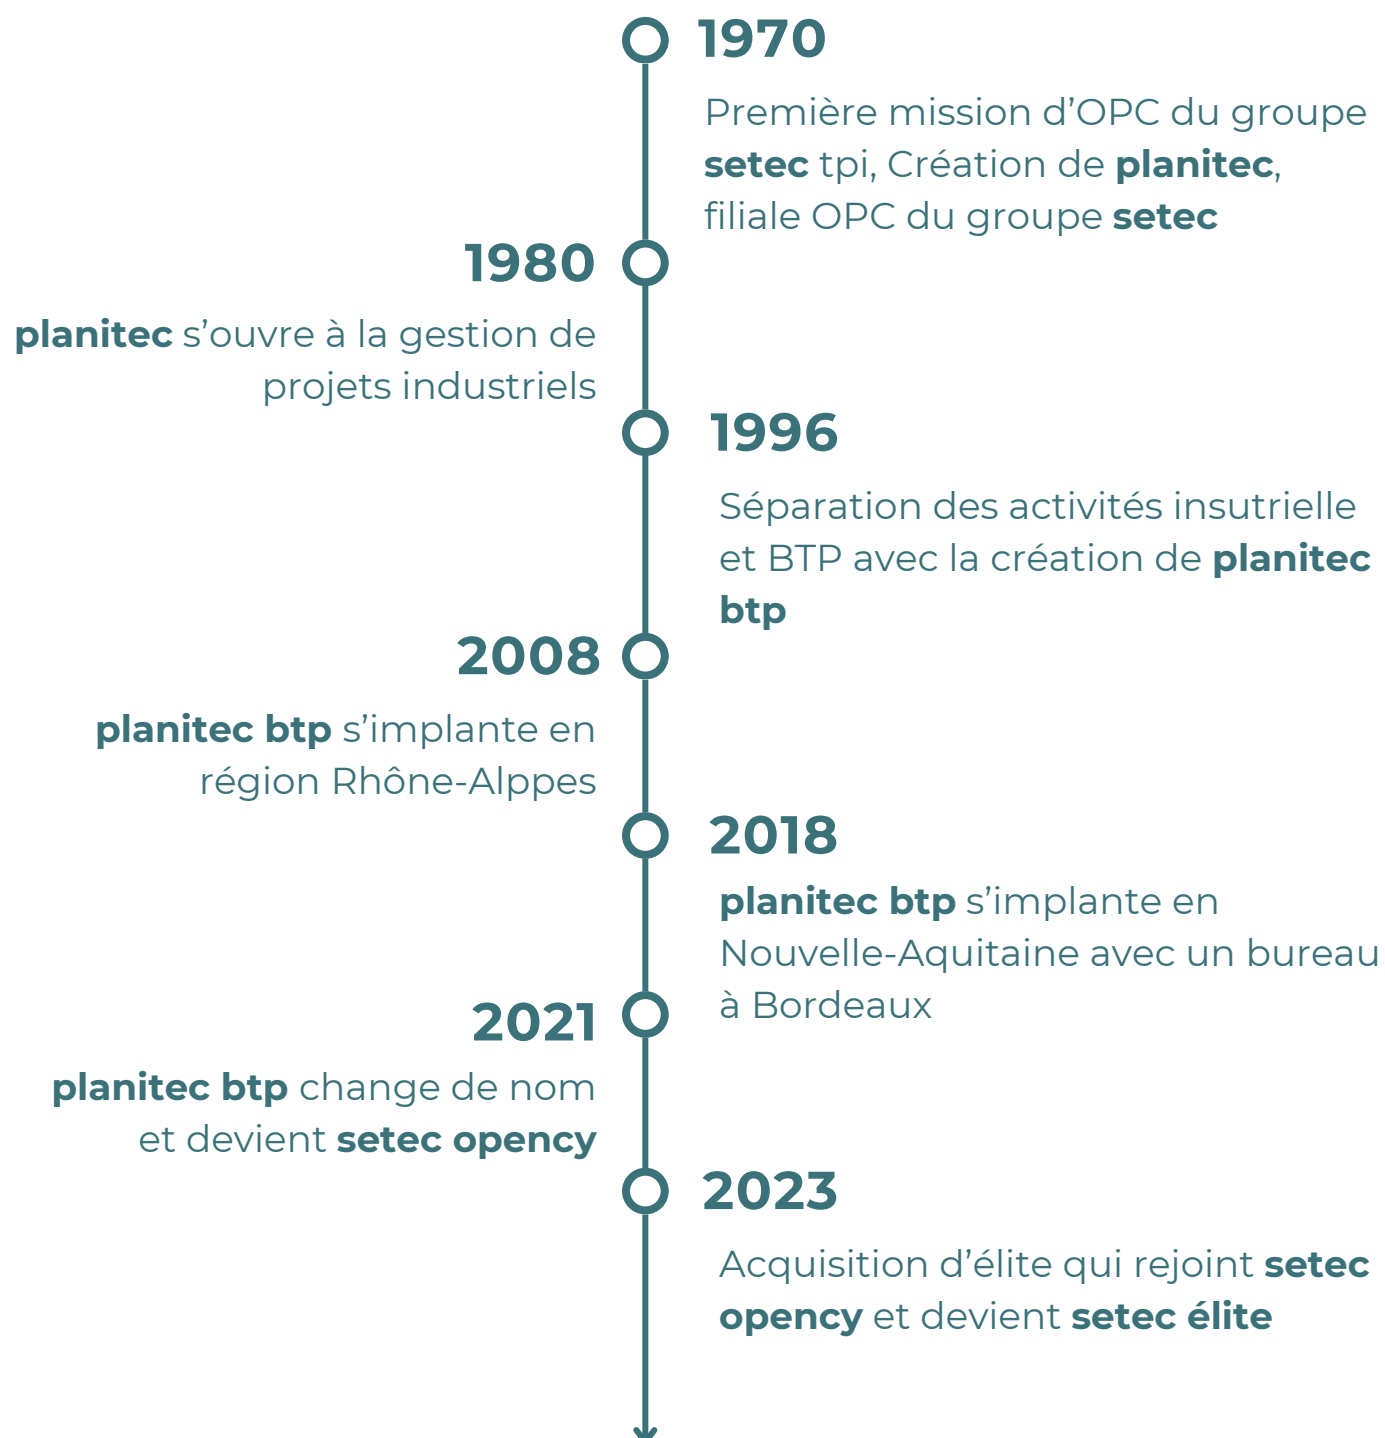 1970
Première mission d’OPC du groupe
setec tpi, Création de planitec,
filiale OPC du groupe setec
1980
planitec s’ouvre à la gestion de
projets industriels
1996
Séparation des activités insutrielle
et BTP avec la création de planitec
btp
2008
planitec btp s’implante en
région Rhône-Alppes
2018
planitec btp s’implante en
Nouvelle-Aquitaine avec un bureau
à Bordeaux
2021
planitec btp change de nom
et devient setec opency
2023
Acquisition d’élite qui rejoint setec
opency et devient setec élite